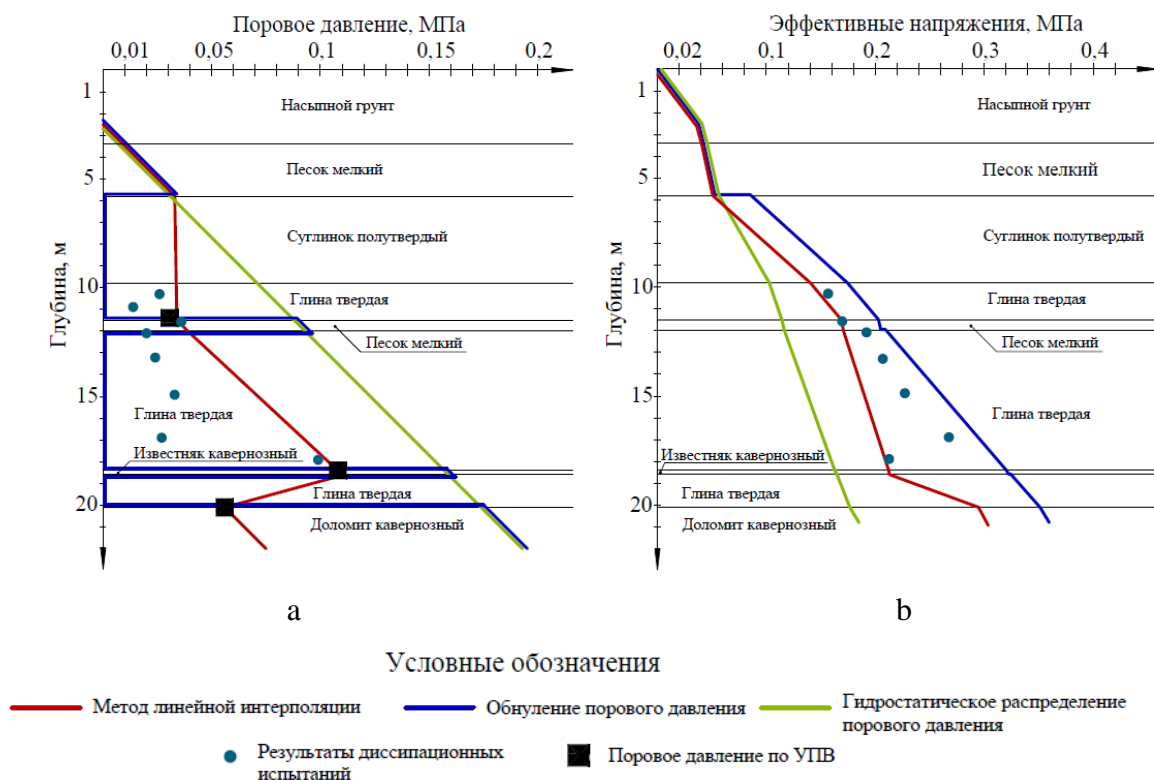 Поровое давление, МПа
0,01 0,05 0,1 0,15 0,2
Глубина, м
1
5
10
15
20
Насыпной грунт
Песок мелкий
Суглинок полутвердый
Глина твердая
Песок мелкий
Глина твердая
Известняк кавернозный
Глина твердая
Доломит кавернозный
a
Эффективные напряжения, МПа
0,02 0,1 0,2 0,3 0,4
Глубина, м
1
5
10
15
20
Насыпной грунт
Песок мелкий
Суглинок полутвердый
Глина твердая
Песок мелкий
Глина твердая
Известняк кавернозный
Глина твердая
Доломит кавернозный
b
Условные обозначения
Метод линейной интерполяции
Обнуление порового давления
Гидростатическое распределение
порового давления
Результаты диссипационных
испытаний
Поровое давление по УПВ